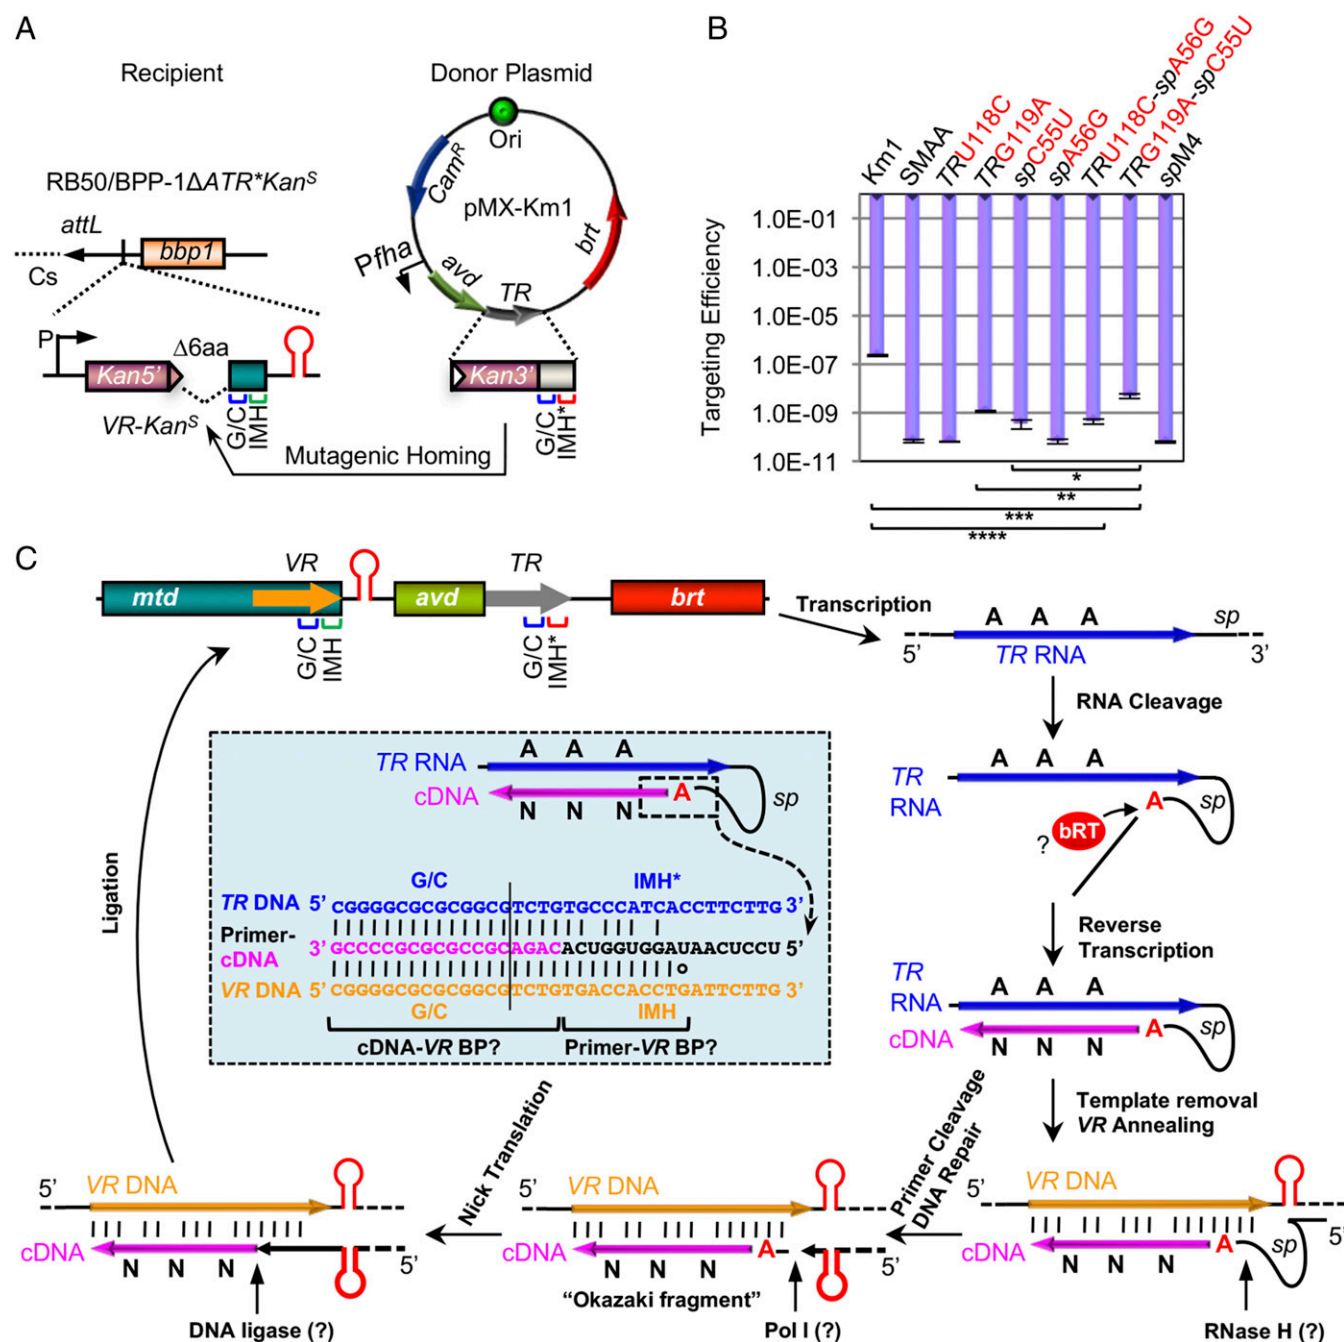 A
Recipient
Donor Plasmid
RB50/BPP-1ΔATR*Kan^S
attL
bbp1
Cs
P
Δ6aa
Kan5'
VR-Kan^S
G/C
IMH
Ori
Cam^R
pMX-Km1
brt
Pfha
avd
TR
Kan3'
G/C
IMH*
Mutagenic Homing
B
Km1
SMAA
TRU118C
TRG119A
spC55U
spA56G
TRU118C-spA56G
TRG119A-spC55U
spM4
Targeting Efficiency
1.0E-01
1.0E-03
1.0E-05
1.0E-07
1.0E-09
1.0E-11
*
**
***
****
C
mtd
VR
avd
TR
brt
G/C
IMH
G/C
IMH*
Transcription
A A A
sp
5'
TR RNA
3'
RNA Cleavage
A A A
TR
RNA
A
sp
? bRT
Reverse
Transcription
TR
RNA
A A A
cDNA
A
sp
N N N
Template removal
VR Annealing
A A A
TR RNA
cDNA
A
sp
N N N
G/C
IMH*
TR DNA 5' CGGGGCGCGCGGCGTCTGTGCCCATCACCTTCTTG 3'
Primer-
cDNA
3' GCCCCGCGCGCCGCAGACACUGGUGGAUAACUCCU 5'
VR DNA 5' CGGGGCGCGCGGCGTCTGTGACCACCTGATTCTTG 3'
G/C
IMH
cDNA-VR BP?
Primer-VR BP?
Ligation
Nick Translation
Primer Cleavage
DNA Repair
5'
VR DNA
cDNA
N N N
5'
DNA ligase (?)
5'
VR DNA
cDNA
A
N N N
5'
"Okazaki fragment"
Pol I (?)
5'
VR DNA
5'
cDNA
A
sp
N N N
RNase H (?)